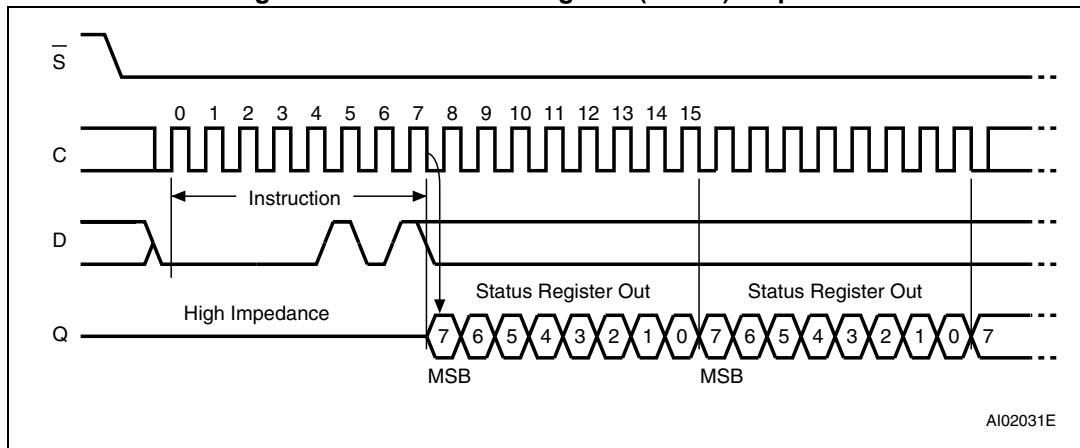 S
0 1 2 3 4 5 6 7 8 9 10 11 12 13 14 15
C
Instruction
D
Status Register Out Status Register Out
High Impedance
Q 7 6 5 4 3 2 1 0 7 6 5 4 3 2 1 0 7
MSB MSB
AI02031E